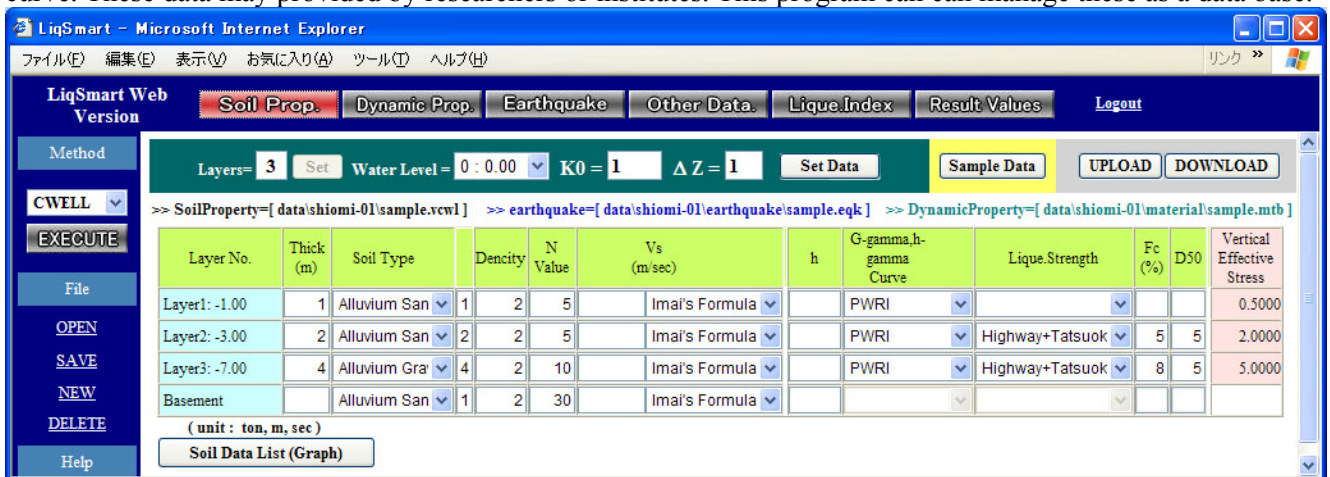 curve. These data may provided by researchers or institutes. This program can can manage these as a data base.
LiqSmart - Microsoft Internet Explorer
ファイル(F) 編集(E) 表示(V) お気に入り(A) ツール(T) ヘルプ(H) リンク »
LiqSmart Web Version
Soil Prop. Dynamic Prop. Earthquake Other Data. Lique.Index Result Values Logout
Method
Layers= 3 Set Water Level = 0 : 0.00 K0 = 1 Δ Z = 1 Set Data Sample Data UPLOAD DOWNLOAD
CWELL
>> SoilProperty=[ data\shiomi-01\sample.vcwl ] >> earthquake=[ data\shiomi-01\earthquake\sample.eqk ] >> DynamicProperty=[ data\shiomi-01\material\sample.mtb ]
EXECUTE
Layer No. Thick (m) Soil Type Dencity N Value Vs (m/sec) h G-gamma,h-gamma Curve Lique.Strength Fc (%) D50 Vertical Effective Stress
File
Layer1: -1.00 1 Alluvium San 1 2 5 Imai's Formula PWRI 0.5000
OPEN
Layer2: -3.00 2 Alluvium San 2 2 5 Imai's Formula PWRI Highway+Tatsuok 5 5 2.0000
SAVE
Layer3: -7.00 4 Alluvium Gra 4 2 10 Imai's Formula PWRI Highway+Tatsuok 8 5 5.0000
NEW
Basement Alluvium San 1 2 30 Imai's Formula
DELETE
( unit : ton, m, sec )
Soil Data List (Graph)
Help